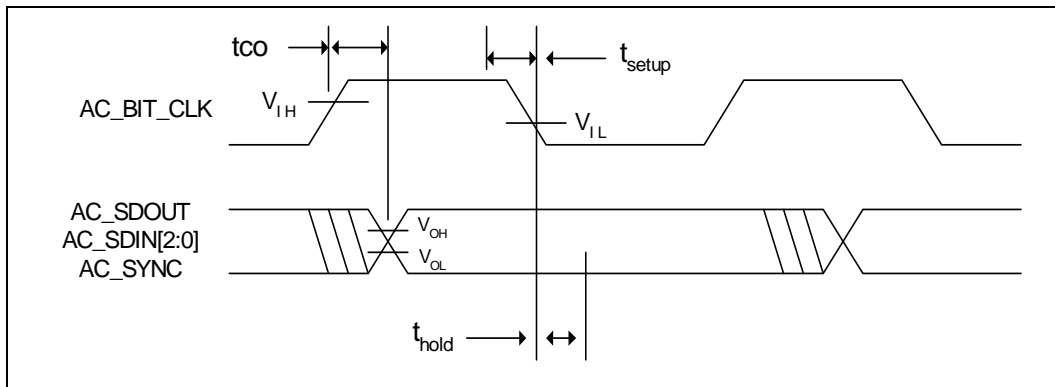 tco
t_setup
AC_BIT_CLK
V_IH
V_IL
AC_SDOUT
AC_SDIN[2:0]
AC_SYNC
V_OH
V_OL
t_hold